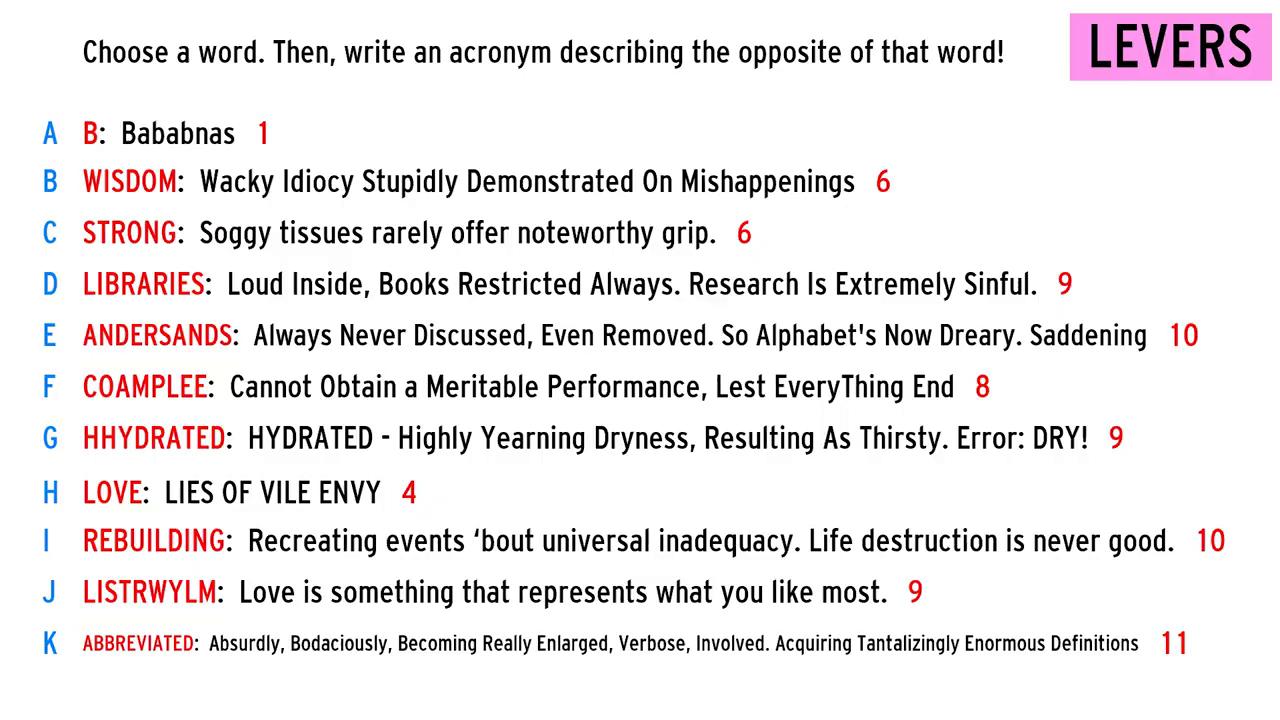 Choose a word. Then, write an acronym describing the opposite of that word!
LEVERS
A B: Bababnas 1
B WISDOM: Wacky Idiocy Stupidly Demonstrated On Mishappenings 6
C STRONG: Soggy tissues rarely offer noteworthy grip. 6
D LIBRARIES: Loud Inside, Books Restricted Always. Research Is Extremely Sinful. 9
E ANDERSANDS: Always Never Discussed, Even Removed. So Alphabet's Now Dreary. Saddening 10
F COAMPLEE: Cannot Obtain a Meritable Performance, Lest EveryThing End 8
G HHYDRATED: HYDRATED - Highly Yearning Dryness, Resulting As Thirsty. Error: DRY! 9
H LOVE: LIES OF VILE ENVY 4
I REBUILDING: Recreating events ‘bout universal inadequacy. Life destruction is never good. 10
J LISTRWYLM: Love is something that represents what you like most. 9
K ABBREVIATED: Absurdly, Bodaciously, Becoming Really Enlarged, Verbose, Involved. Acquiring Tantalizingly Enormous Definitions 11